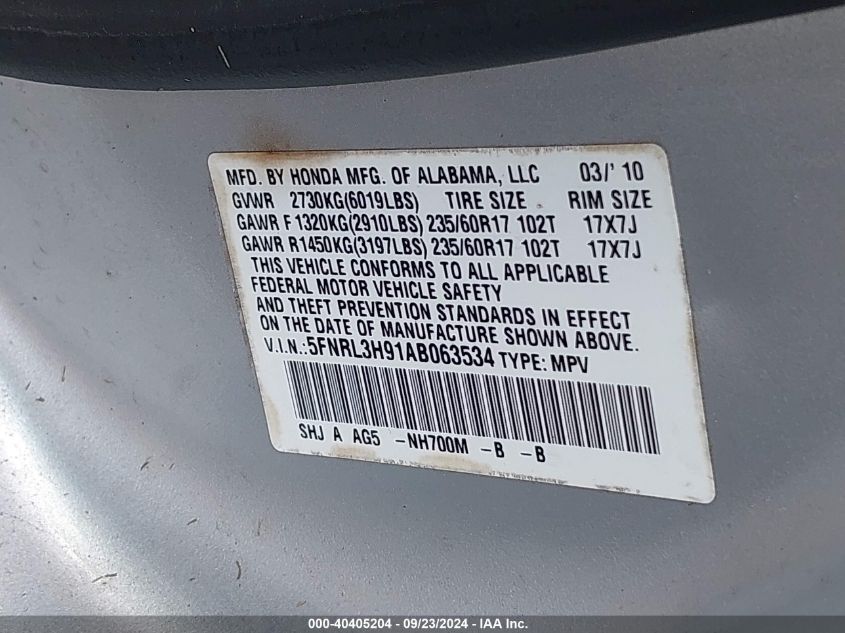 MFD. BY HONDA MFG. OF ALABAMA, LLC 03/' 10
GVWR 2730KG(6019LBS) TIRE SIZE RIM SIZE
GAWR F1320KG(2910LBS) 235/60R17 102T 17X7J
GAWR R1450KG(3197LBS) 235/60R17 102T 17X7J
THIS VEHICLE CONFORMS TO ALL APPLICABLE
FEDERAL MOTOR VEHICLE SAFETY
AND THEFT PREVENTION STANDARDS IN EFFECT
ON THE DATE OF MANUFACTURE SHOWN ABOVE.
V.I.N.:5FNRL3H91AB063534 TYPE: MPV
SHJ A AG5 -NH700M -B -B
000-40405204 - 09/23/2024 - IAA Inc.